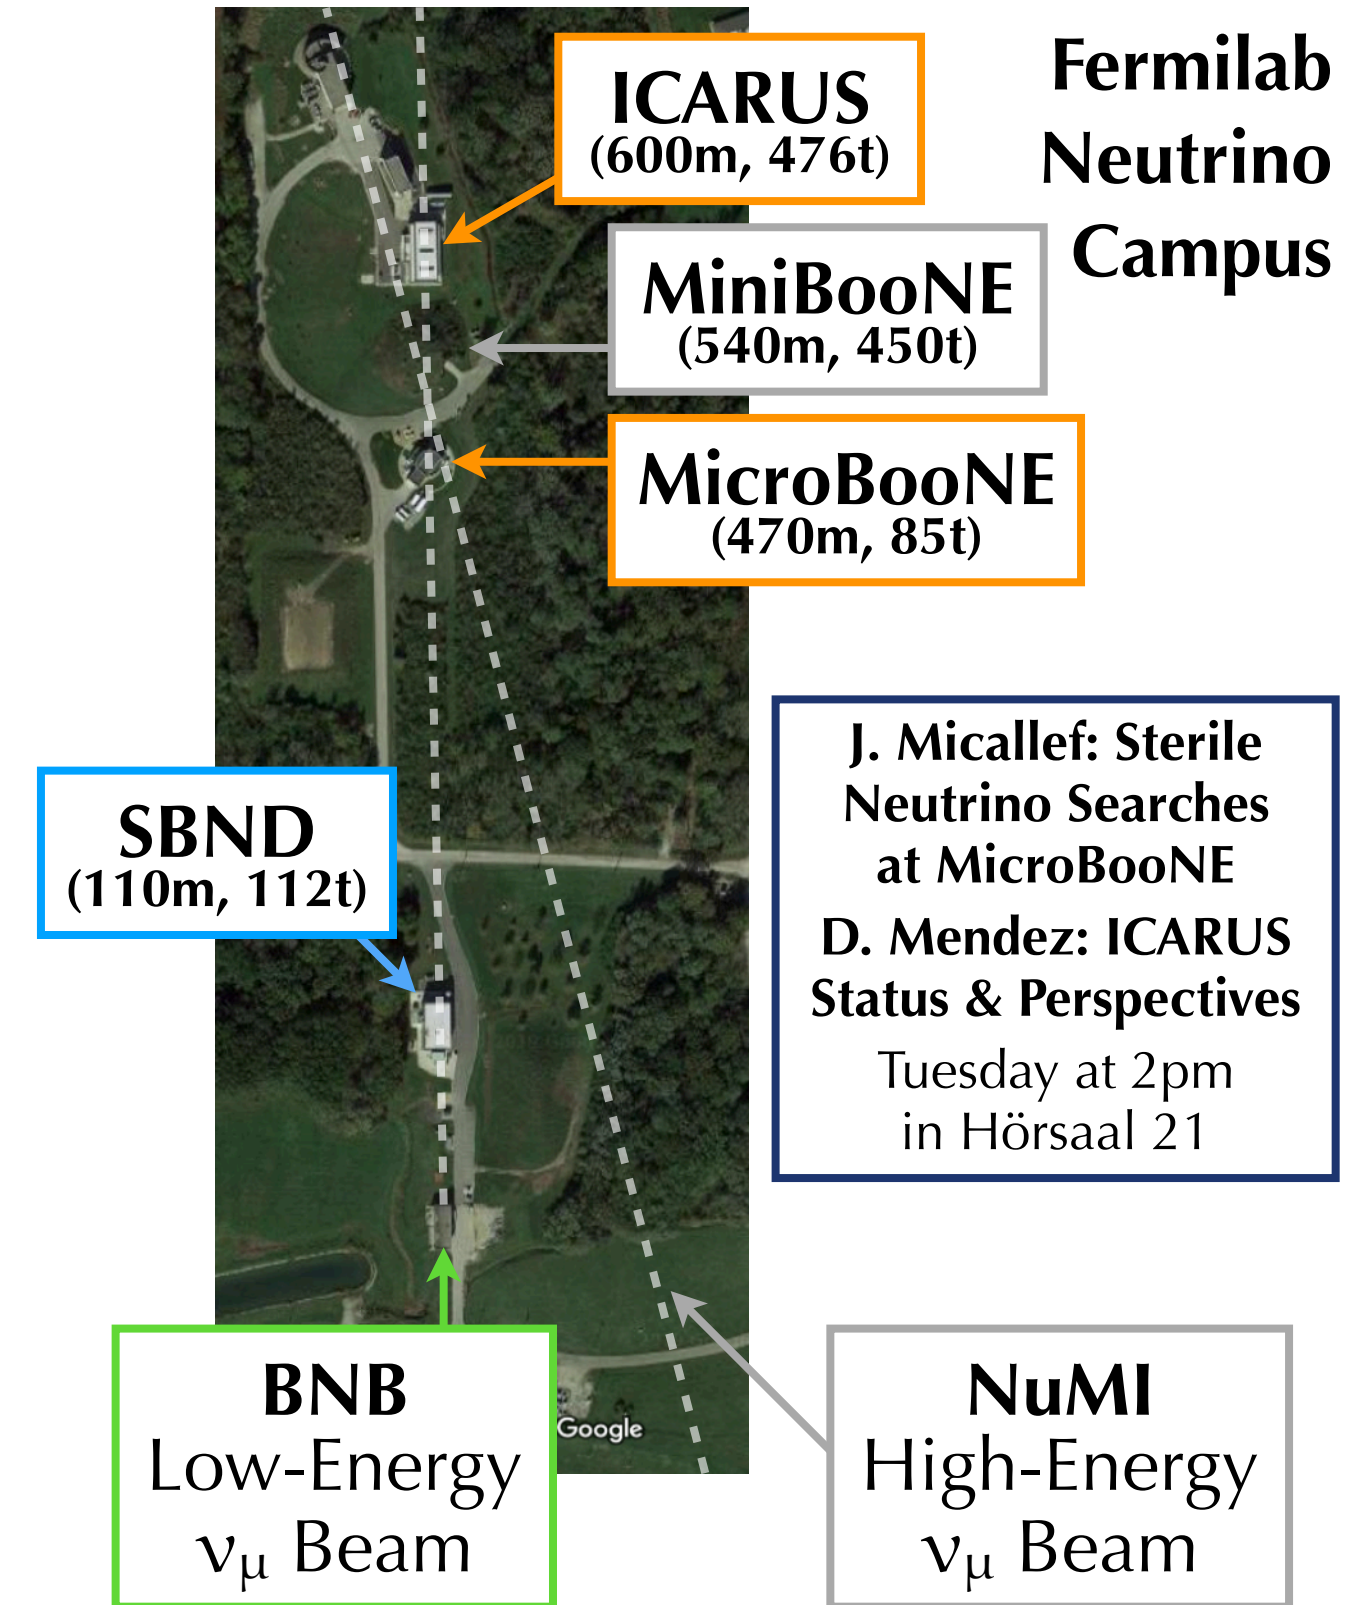 Fermilab
Neutrino
Campus
ICARUS
(600m, 476t)
MiniBooNE
(540m, 450t)
MicroBooNE
(470m, 85t)
J. Micallef: Sterile
Neutrino Searches
at MicroBooNE
D. Mendez: ICARUS
Status & Perspectives
Tuesday at 2pm
in Hörsaal 21
SBND
(110m, 112t)
BNB
Low-Energy
νμ Beam
Google
NuMI
High-Energy
νμ Beam